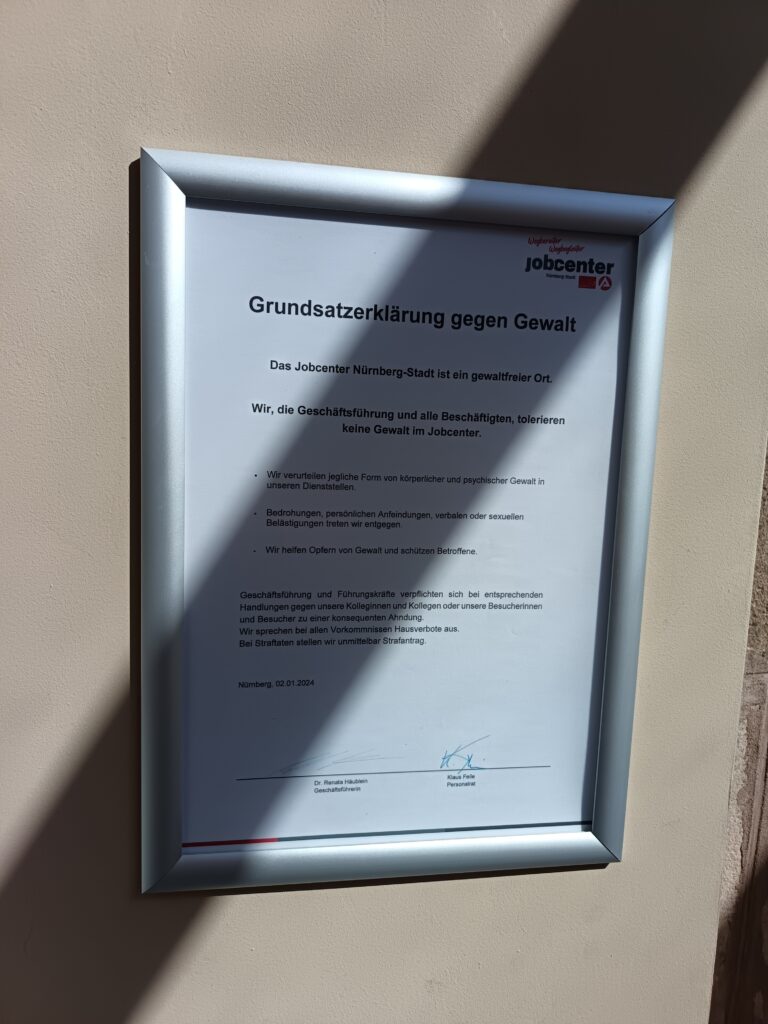 Wegbereiter
Wegbegleiter
jobcenter
Nürnberg-Stadt
Grundsatzerklärung gegen Gewalt
Das Jobcenter Nürnberg-Stadt ist ein gewaltfreier Ort.
Wir, die Geschäftsführung und alle Beschäftigten, tolerieren
keine Gewalt im Jobcenter.
• Wir verurteilen jegliche Form von körperlicher und psychischer Gewalt in
unseren Dienststellen.
• Bedrohungen, persönlichen Anfeindungen, verbalen oder sexuellen
Belästigungen treten wir entgegen.
• Wir helfen Opfern von Gewalt und schützen Betroffene.
Geschäftsführung und Führungskräfte verpflichten sich bei entsprechenden
Handlungen gegen unsere Kolleginnen und Kollegen oder unsere Besucherinnen
und Besucher zu einer konsequenten Ahndung.
Wir sprechen bei allen Vorkommnissen Hausverbote aus.
Bei Straftaten stellen wir unmittelbar Strafantrag.
Nürnberg, 02.01.2024
Dr. Renata Häublein
Geschäftsführerin
Klaus Feile
Personalrat